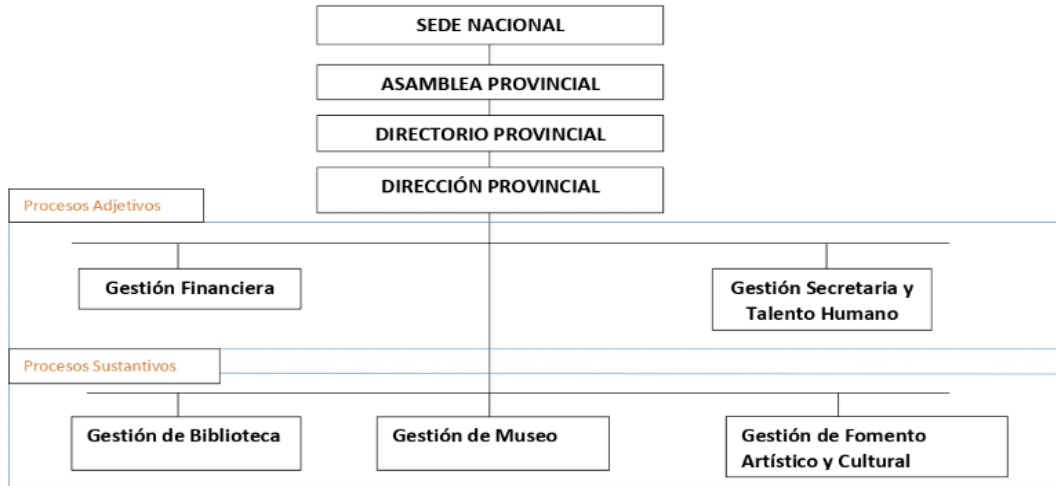 SEDE NACIONAL
ASAMBLEA PROVINCIAL
DIRECTORIO PROVINCIAL
DIRECCIÓN PROVINCIAL
Procesos Adjetivos
Gestión Financiera
Gestión Secretaria y
Talento Humano
Procesos Sustantivos
Gestión de Biblioteca
Gestión de Museo
Gestión de Fomento
Artístico y Cultural